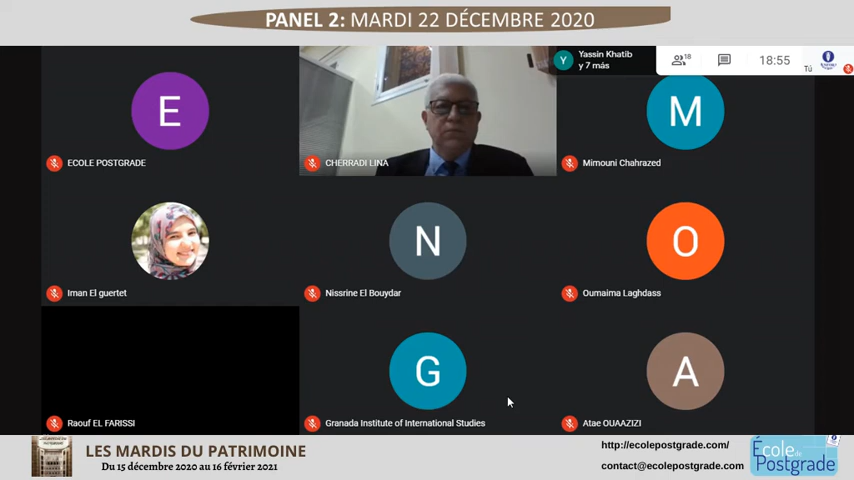 PANEL 2: MARDI 22 DÉCEMBRE 2020
Yassin Khatib
y 7 más
Y
18
18:55
Tú
E
M
ECOLE POSTGRADE
CHERRADI LINA
Mimouni Chahrazed
N
O
Iman El guertet
Nissrine El Bouydar
Oumaima Laghdass
G
A
Raouf EL FARISSI
Granada Institute of International Studies
Atae OUAAZIZI
LES MARDIS DU PATRIMOINE
Du 15 décembre 2020 au 16 février 2021
http://ecolepostgrade.com/
contact@ecolepostgrade.com
École
de Postgrade